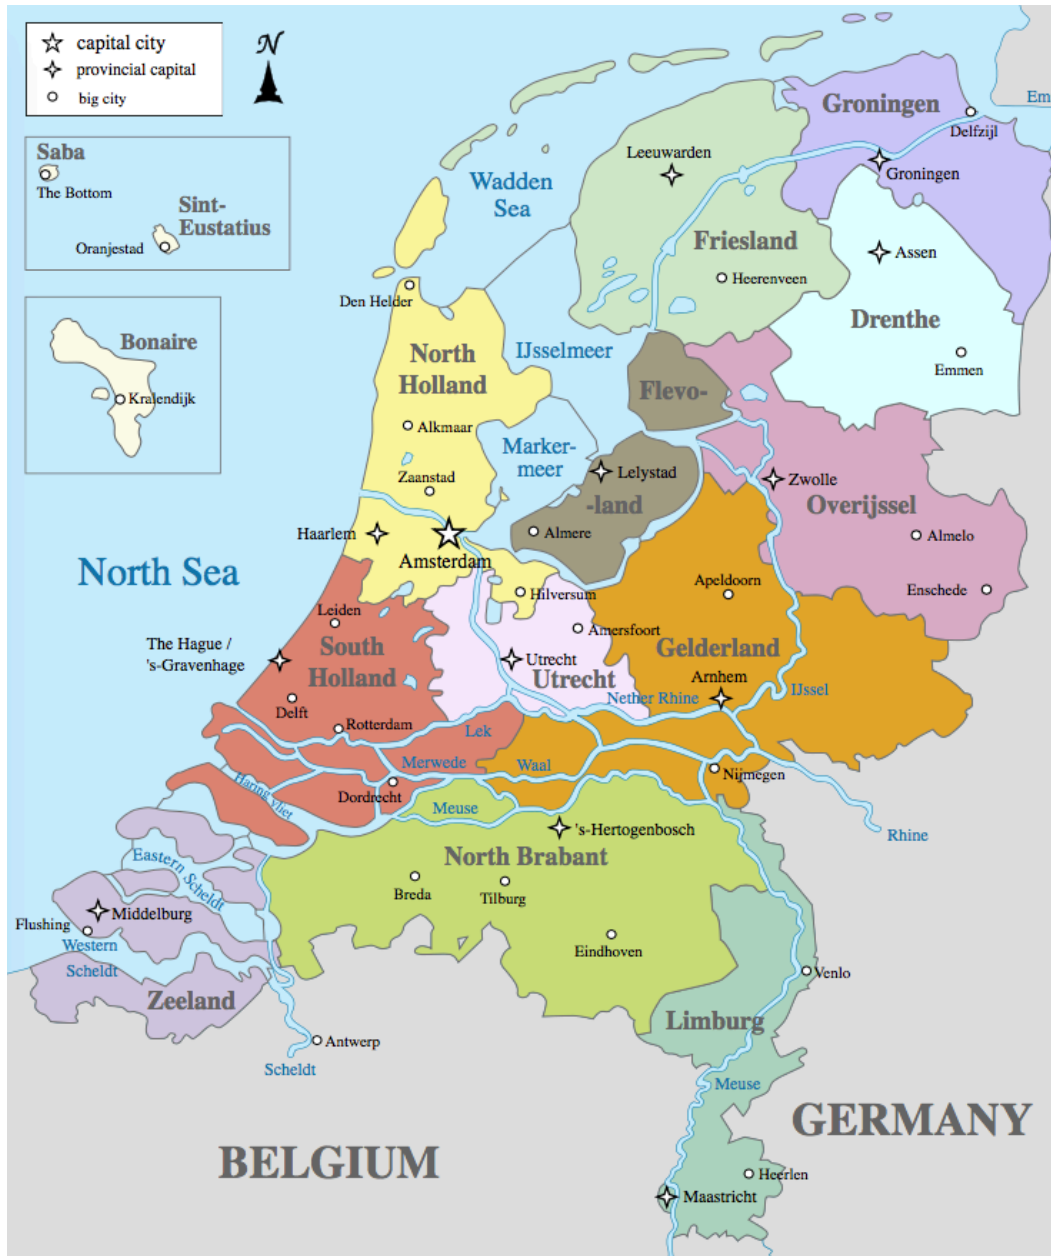 capital city
provincial capital
big city
N
Saba
The Bottom
Sint-
Eustatius
Oranjestad
Bonaire
Kralendijk
Groningen
Em
Delfzijl
Groningen
Leeuwarden
Wadden
Sea
Friesland
Assen
Heerenveen
Den Helder
Drenthe
North
Holland
IJsselmeer
Emmen
Flevo-
Alkmaar
Marker-
meer
Lelystad
Zaanstad
Zwolle
-land
Overijssel
Haarlem
Almere
Almelo
Amsterdam
North Sea
Apeldoorn
Enschede
Hilversum
Leiden
Amersfoort
The Hague /
's-Gravenhage
South
Holland
Gelderland
Utrecht
Utrecht
Arnhem
IJssel
Nether Rhine
Delft
Rotterdam
Lek
Merwede
Waal
Nijmegen
Haring vliet
Dordrecht
Meuse
Rhine
's-Hertogenbosch
North Brabant
Eastern Scheldt
Breda
Tilburg
Middelburg
Flushing
Western
Scheldt
Eindhoven
Venlo
Zeeland
Limburg
Antwerp
Scheldt
Meuse
GERMANY
BELGIUM
Heerlen
Maastricht